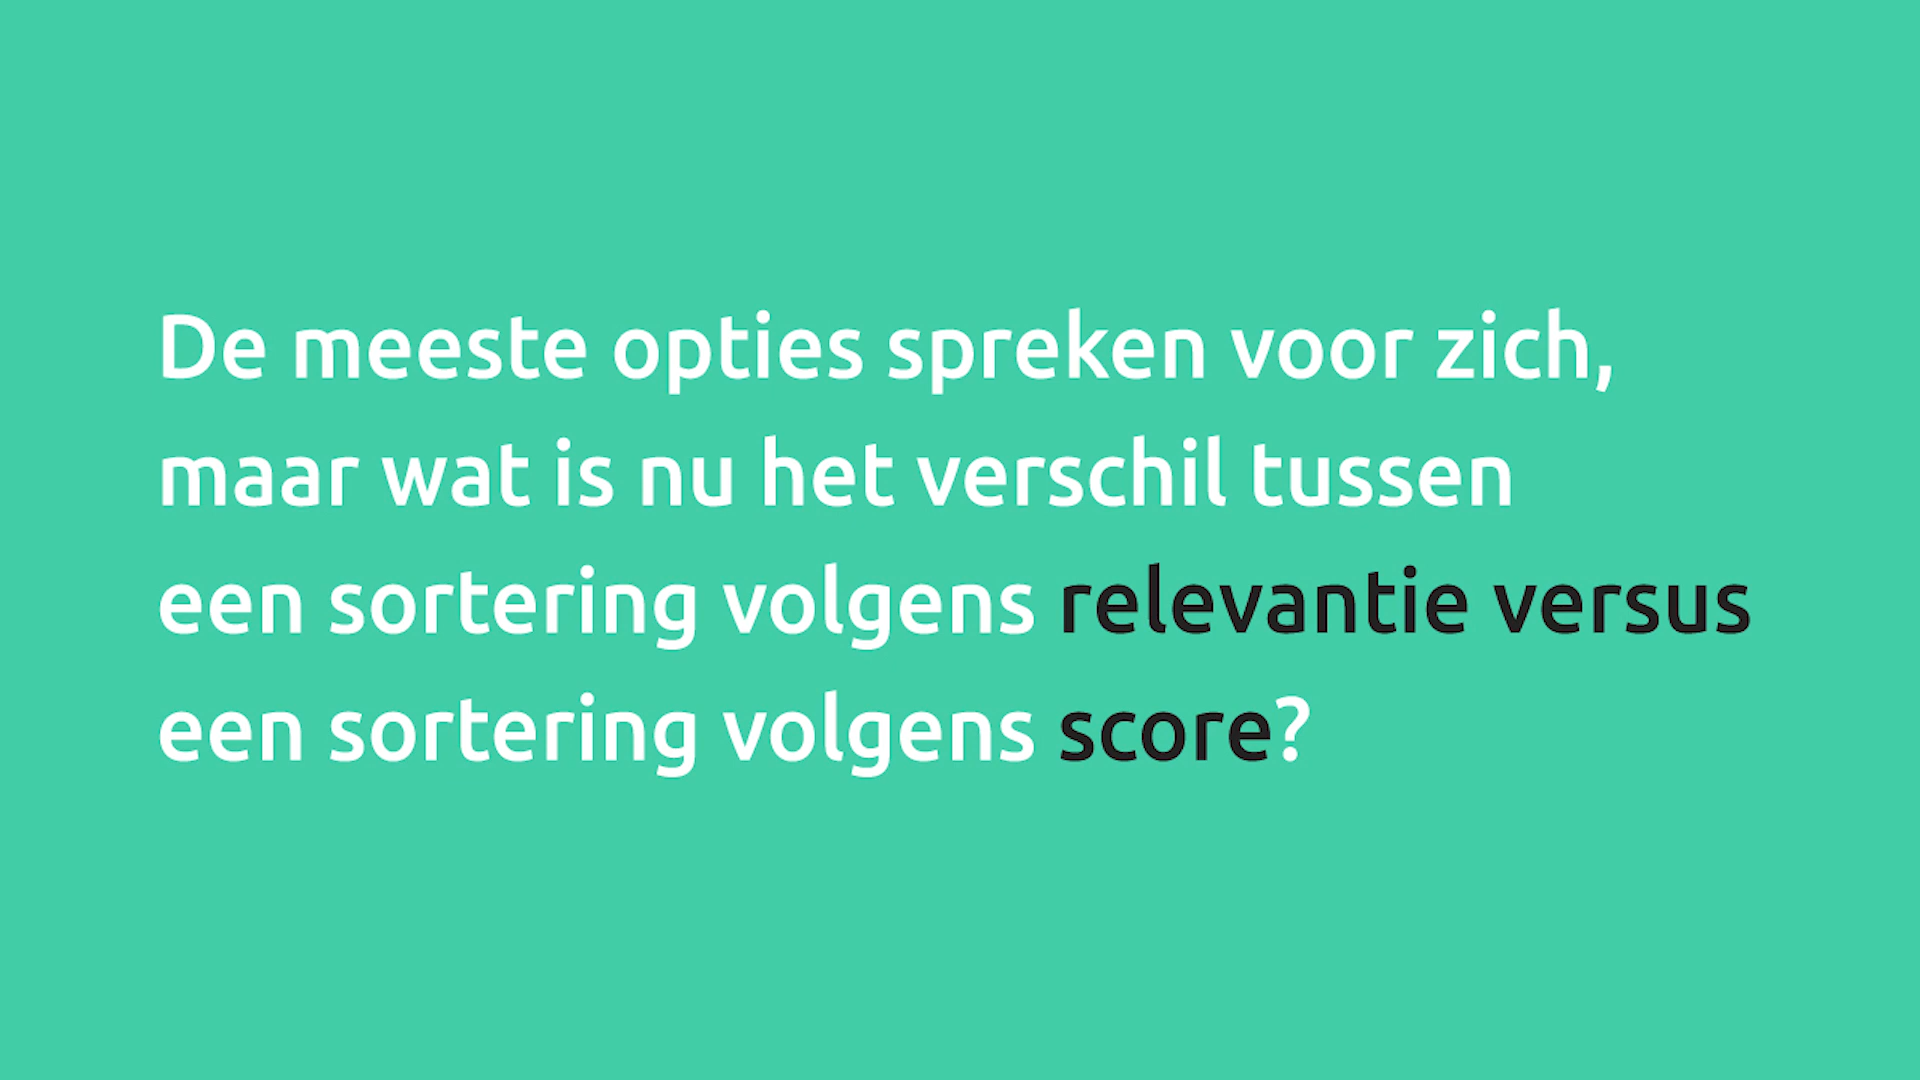 De meeste opties spreken voor zich,
maar wat is nu het verschil tussen
een sortering volgens relevantie versus
een sortering volgens score?